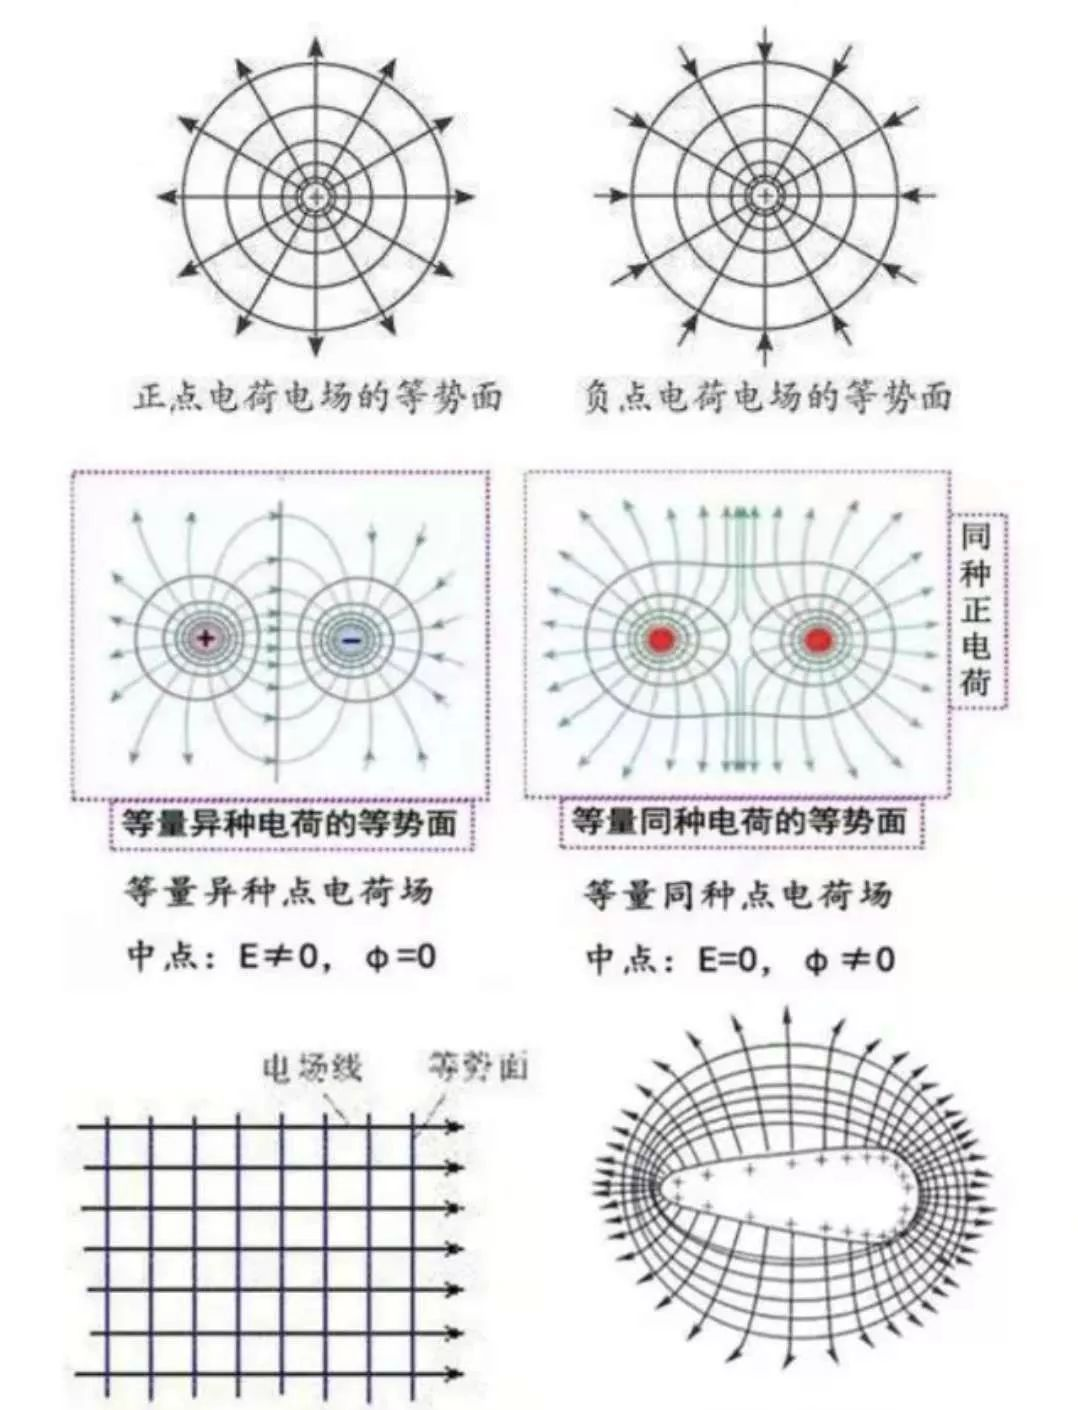 正点电荷电场的等势面
负点电荷电场的等势面
+
−
同种正电荷
等量异种电荷的等势面
等量同种电荷的等势面
等量异种点电荷场
中点：E≠0，φ=0
等量同种点电荷场
中点：E=0，φ≠0
电场线
等势面